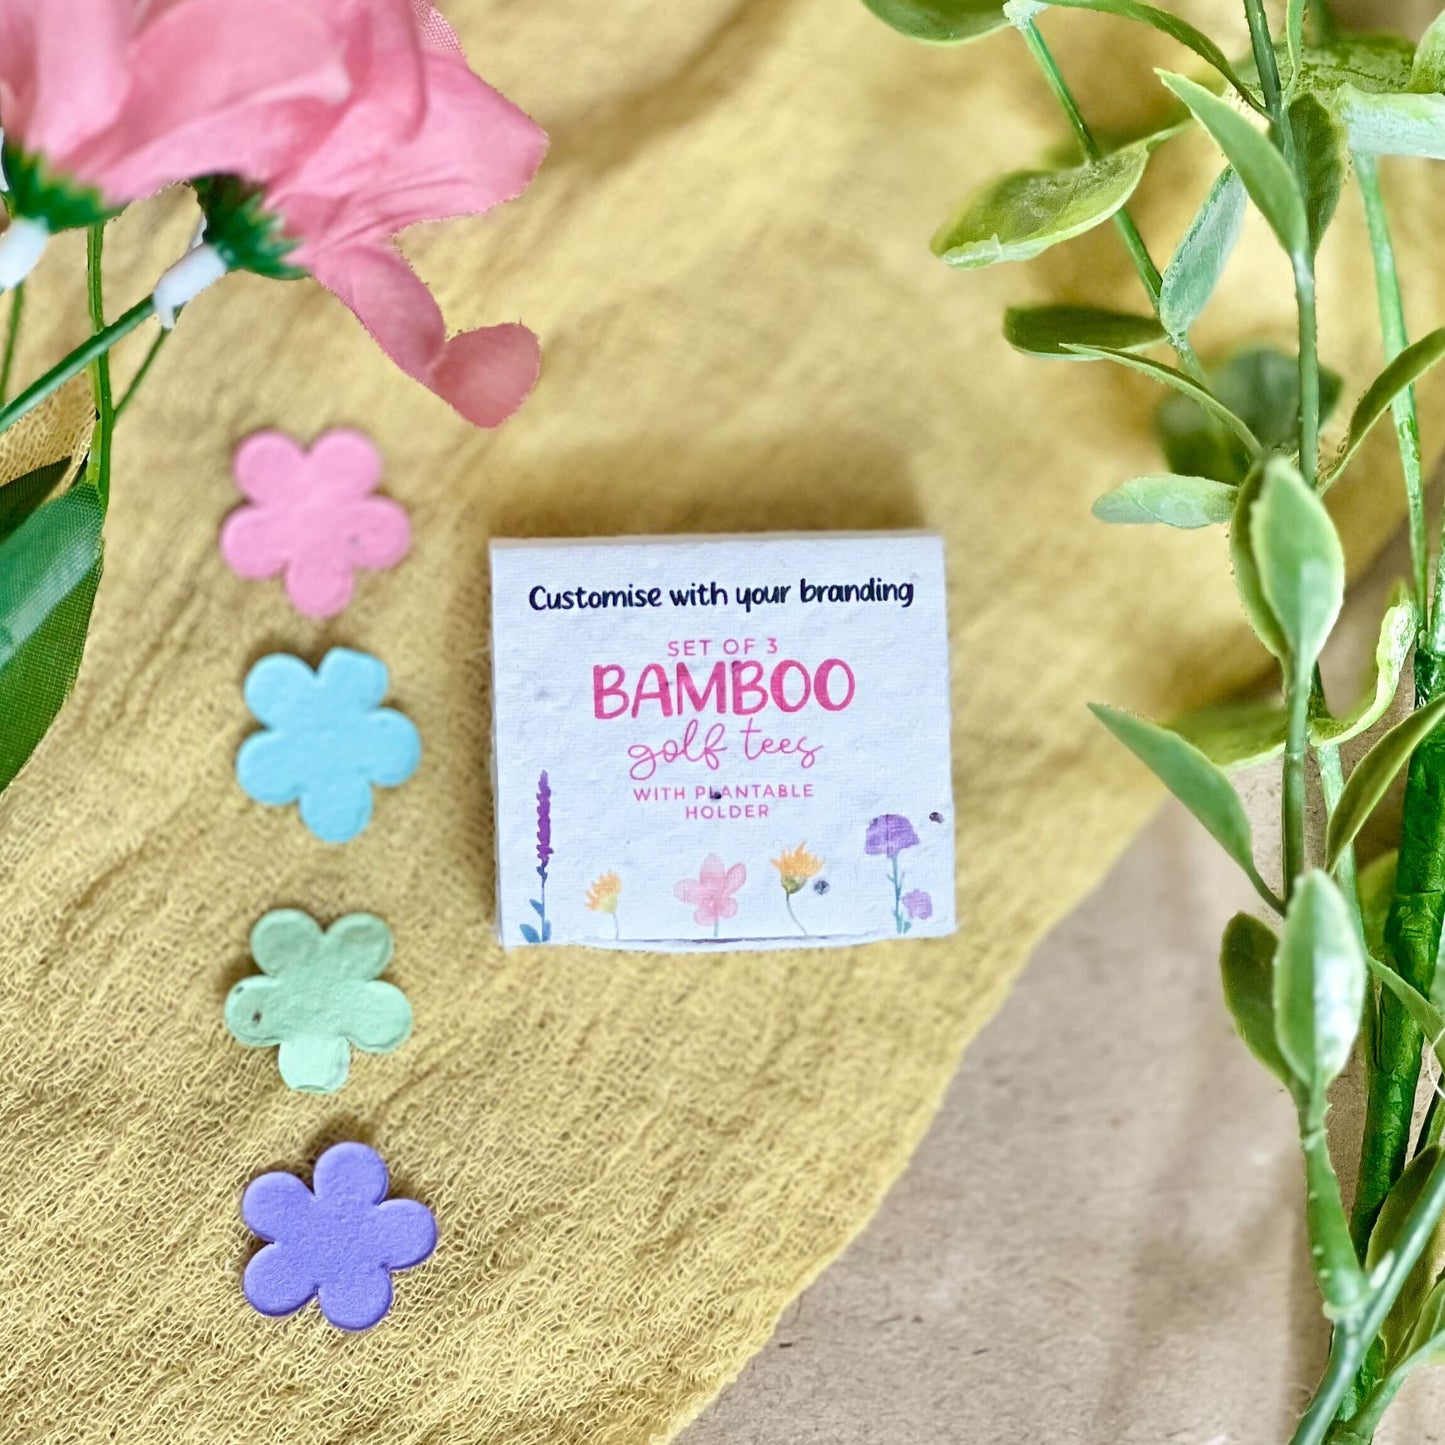 Customise with your branding
SET OF 3
BAMBOO
golf tees
WITH PLANTABLE
HOLDER